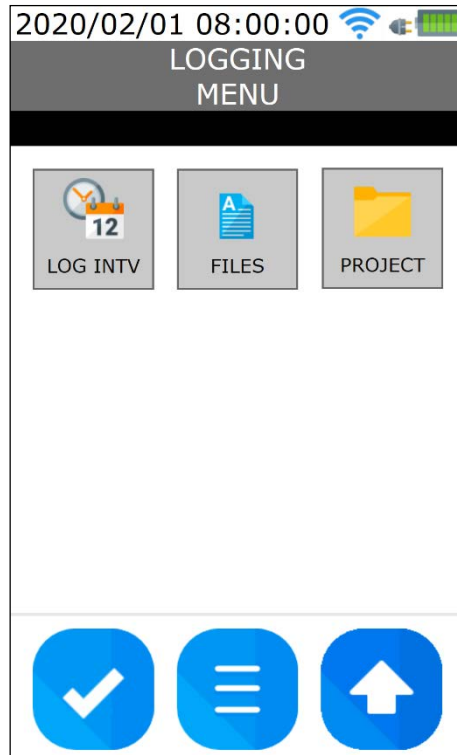 2020/02/01 08:00:00
LOGGING
MENU
12
A
LOG INTV
FILES
PROJECT